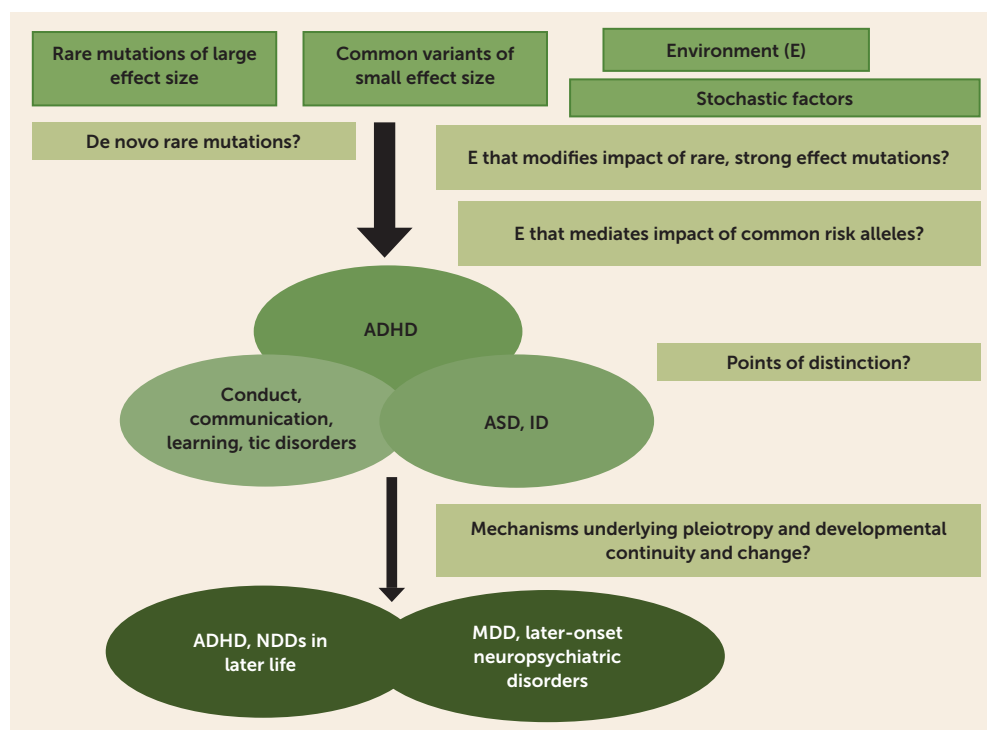 Rare mutations of large
effect size
Common variants of
small effect size
Environment (E)
Stochastic factors
De novo rare mutations?
E that modifies impact of rare, strong effect mutations?
E that mediates impact of common risk alleles?
ADHD
Points of distinction?
Conduct,
communication,
learning, tic disorders
ASD, ID
Mechanisms underlying pleiotropy and developmental
continuity and change?
ADHD, NDDs in
later life
MDD, later-onset
neuropsychiatric
disorders